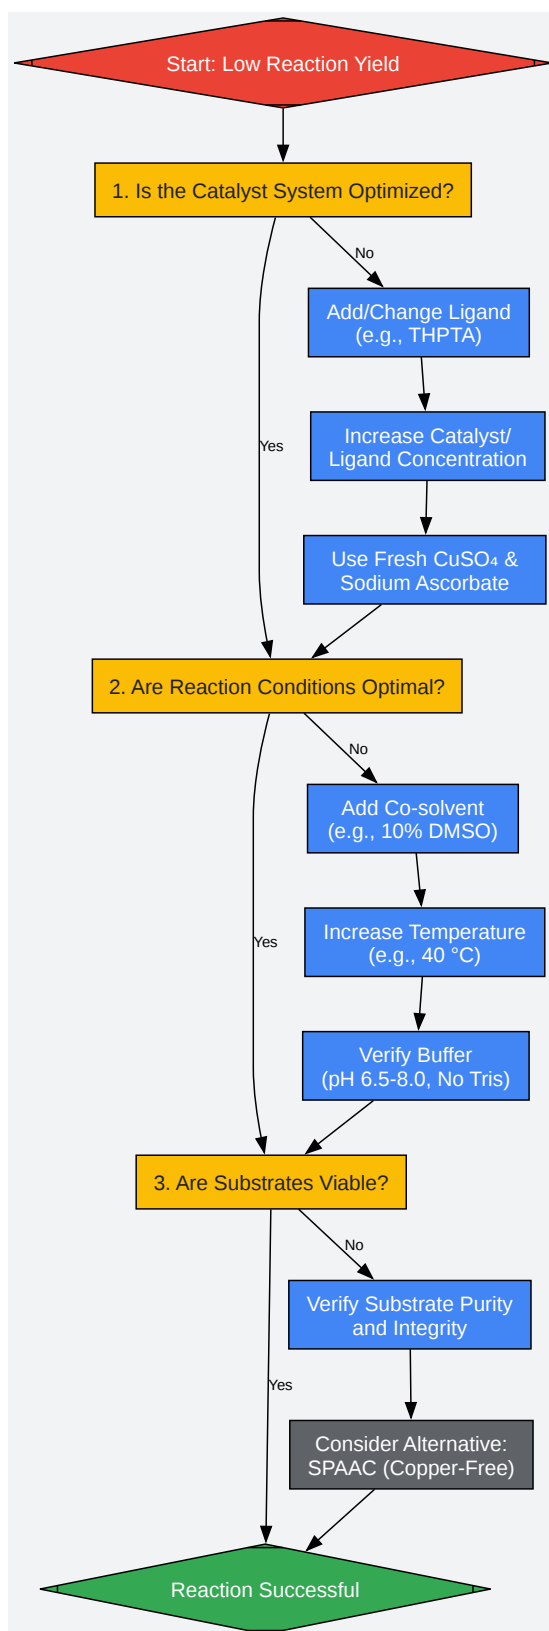 Start: Low Reaction Yield
1. Is the Catalyst System Optimized?
No
Add/Change Ligand
(e.g., THPTA)
Yes
Increase Catalyst/
Ligand Concentration
Use Fresh CuSO₄ &
Sodium Ascorbate
2. Are Reaction Conditions Optimal?
No
Add Co-solvent
(e.g., 10% DMSO)
Yes
Increase Temperature
(e.g., 40 °C)
Verify Buffer
(pH 6.5-8.0, No Tris)
3. Are Substrates Viable?
No
Verify Substrate Purity
and Integrity
Yes
Consider Alternative:
SPAAC (Copper-Free)
Reaction Successful